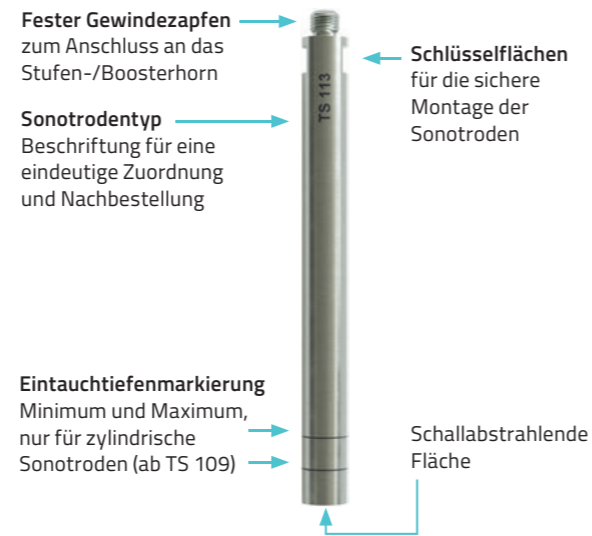 Fester Gewindezapfen
zum Anschluss an das
Stufen-/Boosterhorn
Schlüsselflächen
für die sichere
Montage der
Sonotroden
TS 113
Sonotrodentyp
Beschriftung für eine
eindeutige Zuordnung
und Nachbestellung
Eintauchtiefenmarkierung
Minimum und Maximum,
nur für zylindrische
Sonotroden (ab TS 109)
Schallabstrahlende
Fläche